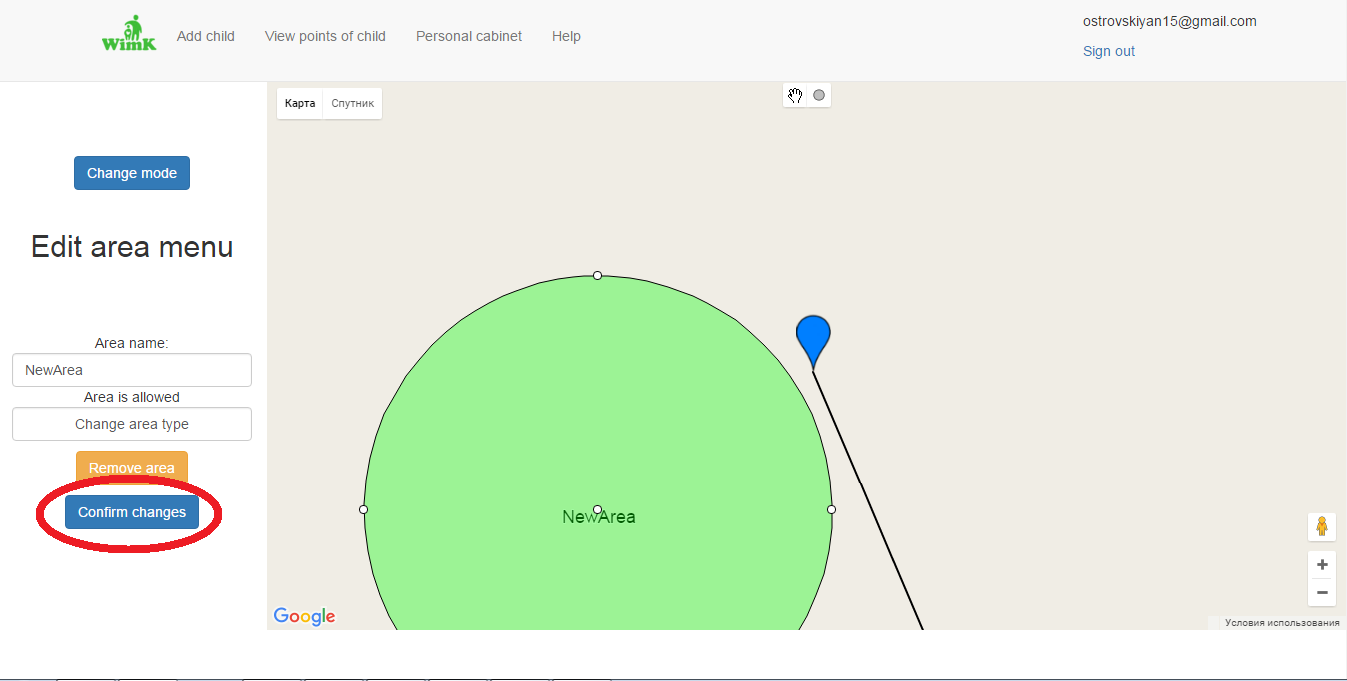 WimK
Add child
View points of child
Personal cabinet
Help
ostrovskiyan15@gmail.com
Sign out
Change mode
Edit area menu
Area name:
NewArea
Area is allowed
Change area type
Remove area
Confirm changes
Карта
Спутник
NewArea
Google
Условия использования